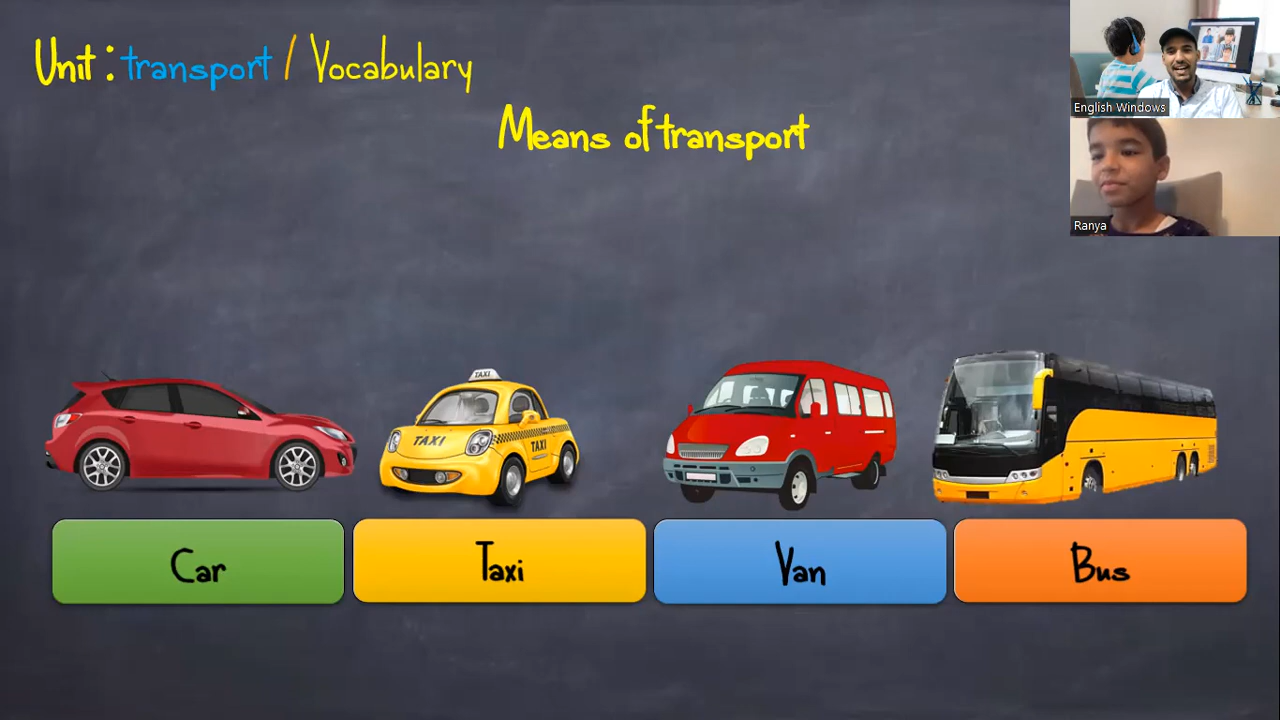 Unit : transport / Vocabulary
Means of transport
English Windows
Ranya
TAXI
TAXI
TAXI
Car
Taxi
Van
Bus